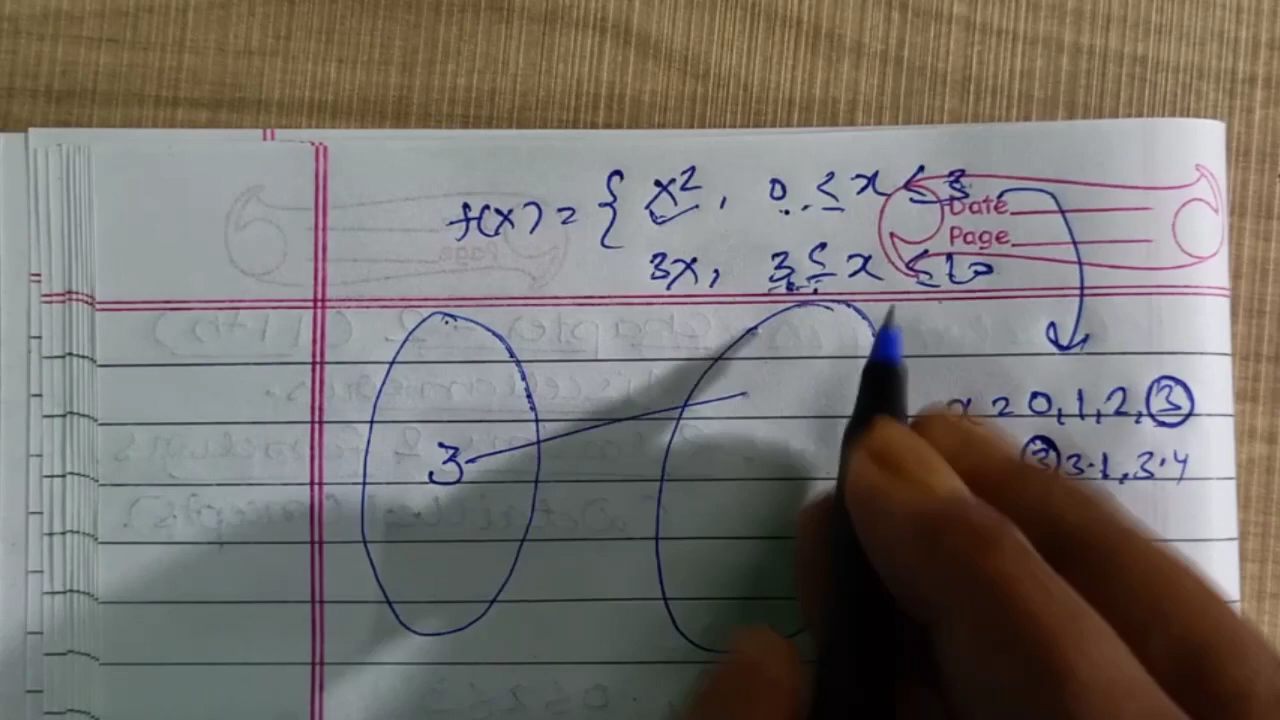 f(x) = { x², 0 ≤ x ≤ 3
Date
Page
3x, 3 ≤ x ≤ 10
x = 0, 1, 2, 3
3
3 3·1, 3·4